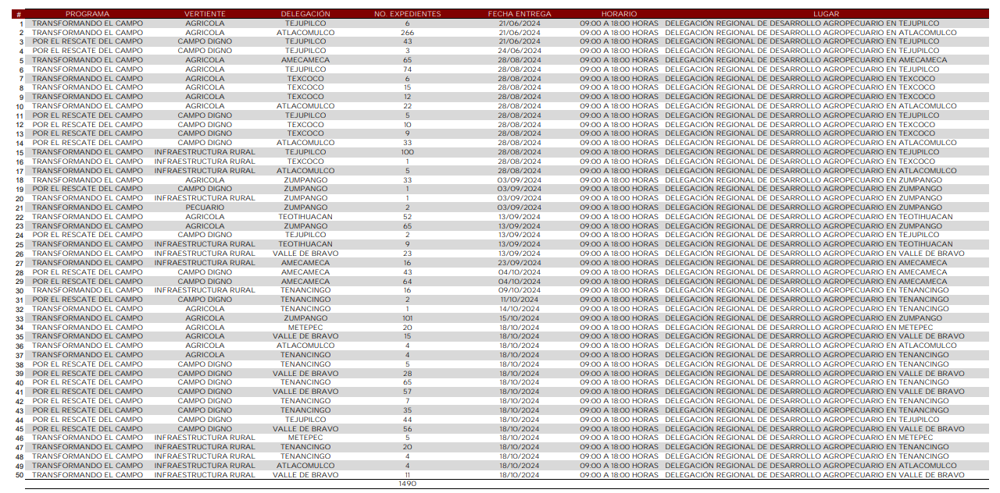 # PROGRAMA VERTIENTE DELEGACIÓN NO. EXPEDIENTES FECHA ENTREGA HORARIO LUGAR
1 TRANSFORMANDO EL CAMPO AGRICOLA TEJUPILCO 6 21/06/2024 09:00 A 18:00 HORAS DELEGACIÓN REGIONAL DE DESARROLLO AGROPECUARIO EN TEJUPILCO
2 TRANSFORMANDO EL CAMPO AGRICOLA ATLACOMULCO 266 21/06/2024 09:00 A 18:00 HORAS DELEGACIÓN REGIONAL DE DESARROLLO AGROPECUARIO EN ATLACOMULCO
3 POR EL RESCATE DEL CAMPO CAMPO DIGNO TEJUPILCO 43 21/06/2024 09:00 A 18:00 HORAS DELEGACIÓN REGIONAL DE DESARROLLO AGROPECUARIO EN TEJUPILCO
4 POR EL RESCATE DEL CAMPO CAMPO DIGNO TEJUPILCO 3 24/06/2024 09:00 A 18:00 HORAS DELEGACIÓN REGIONAL DE DESARROLLO AGROPECUARIO EN TEJUPILCO
5 TRANSFORMANDO EL CAMPO AGRICOLA AMECAMECA 65 28/08/2024 09:00 A 18:00 HORAS DELEGACIÓN REGIONAL DE DESARROLLO AGROPECUARIO EN AMECAMECA
6 TRANSFORMANDO EL CAMPO AGRICOLA TEJUPILCO 74 28/08/2024 09:00 A 18:00 HORAS DELEGACIÓN REGIONAL DE DESARROLLO AGROPECUARIO EN TEJUPILCO
7 TRANSFORMANDO EL CAMPO AGRICOLA TEXCOCO 6 28/08/2024 09:00 A 18:00 HORAS DELEGACIÓN REGIONAL DE DESARROLLO AGROPECUARIO EN TEXCOCO
8 TRANSFORMANDO EL CAMPO AGRICOLA TEXCOCO 15 28/08/2024 09:00 A 18:00 HORAS DELEGACIÓN REGIONAL DE DESARROLLO AGROPECUARIO EN TEXCOCO
9 TRANSFORMANDO EL CAMPO AGRICOLA TEXCOCO 12 28/08/2024 09:00 A 18:00 HORAS DELEGACIÓN REGIONAL DE DESARROLLO AGROPECUARIO EN TEXCOCO
10 TRANSFORMANDO EL CAMPO AGRICOLA ATLACOMULCO 22 28/08/2024 09:00 A 18:00 HORAS DELEGACIÓN REGIONAL DE DESARROLLO AGROPECUARIO EN ATLACOMULCO
11 POR EL RESCATE DEL CAMPO CAMPO DIGNO TEJUPILCO 5 28/08/2024 09:00 A 18:00 HORAS DELEGACIÓN REGIONAL DE DESARROLLO AGROPECUARIO EN TEJUPILCO
12 POR EL RESCATE DEL CAMPO CAMPO DIGNO TEXCOCO 10 28/08/2024 09:00 A 18:00 HORAS DELEGACIÓN REGIONAL DE DESARROLLO AGROPECUARIO EN TEXCOCO
13 POR EL RESCATE DEL CAMPO CAMPO DIGNO TEXCOCO 9 28/08/2024 09:00 A 18:00 HORAS DELEGACIÓN REGIONAL DE DESARROLLO AGROPECUARIO EN TEXCOCO
14 POR EL RESCATE DEL CAMPO CAMPO DIGNO ATLACOMULCO 33 28/08/2024 09:00 A 18:00 HORAS DELEGACIÓN REGIONAL DE DESARROLLO AGROPECUARIO EN ATLACOMULCO
15 TRANSFORMANDO EL CAMPO INFRAESTRUCTURA RURAL TEJUPILCO 100 28/08/2024 09:00 A 18:00 HORAS DELEGACIÓN REGIONAL DE DESARROLLO AGROPECUARIO EN TEJUPILCO
16 TRANSFORMANDO EL CAMPO INFRAESTRUCTURA RURAL TEXCOCO 1 28/08/2024 09:00 A 18:00 HORAS DELEGACIÓN REGIONAL DE DESARROLLO AGROPECUARIO EN TEXCOCO
17 TRANSFORMANDO EL CAMPO INFRAESTRUCTURA RURAL ATLACOMULCO 5 28/08/2024 09:00 A 18:00 HORAS DELEGACIÓN REGIONAL DE DESARROLLO AGROPECUARIO EN ATLACOMULCO
18 TRANSFORMANDO EL CAMPO AGRICOLA ZUMPANGO 33 03/09/2024 09:00 A 18:00 HORAS DELEGACIÓN REGIONAL DE DESARROLLO AGROPECUARIO EN ZUMPANGO
19 POR EL RESCATE DEL CAMPO CAMPO DIGNO ZUMPANGO 1 03/09/2024 09:00 A 18:00 HORAS DELEGACIÓN REGIONAL DE DESARROLLO AGROPECUARIO EN ZUMPANGO
20 TRANSFORMANDO EL CAMPO INFRAESTRUCTURA RURAL ZUMPANGO 1 03/09/2024 09:00 A 18:00 HORAS DELEGACIÓN REGIONAL DE DESARROLLO AGROPECUARIO EN ZUMPANGO
21 TRANSFORMANDO EL CAMPO PECUARIO ZUMPANGO 2 03/09/2024 09:00 A 18:00 HORAS DELEGACIÓN REGIONAL DE DESARROLLO AGROPECUARIO EN ZUMPANGO
22 TRANSFORMANDO EL CAMPO AGRICOLA TEOTIHUACAN 52 13/09/2024 09:00 A 18:00 HORAS DELEGACIÓN REGIONAL DE DESARROLLO AGROPECUARIO EN TEOTIHUACAN
23 TRANSFORMANDO EL CAMPO AGRICOLA ZUMPANGO 65 13/09/2024 09:00 A 18:00 HORAS DELEGACIÓN REGIONAL DE DESARROLLO AGROPECUARIO EN ZUMPANGO
24 POR EL RESCATE DEL CAMPO CAMPO DIGNO TEJUPILCO 2 13/09/2024 09:00 A 18:00 HORAS DELEGACIÓN REGIONAL DE DESARROLLO AGROPECUARIO EN TEJUPILCO
25 TRANSFORMANDO EL CAMPO INFRAESTRUCTURA RURAL TEOTIHUACAN 9 13/09/2024 09:00 A 18:00 HORAS DELEGACIÓN REGIONAL DE DESARROLLO AGROPECUARIO EN TEOTIHUACAN
26 TRANSFORMANDO EL CAMPO INFRAESTRUCTURA RURAL VALLE DE BRAVO 23 13/09/2024 09:00 A 18:00 HORAS DELEGACIÓN REGIONAL DE DESARROLLO AGROPECUARIO EN VALLE DE BRAVO
27 TRANSFORMANDO EL CAMPO INFRAESTRUCTURA RURAL AMECAMECA 16 23/09/2024 09:00 A 18:00 HORAS DELEGACIÓN REGIONAL DE DESARROLLO AGROPECUARIO EN AMECAMECA
28 POR EL RESCATE DEL CAMPO CAMPO DIGNO AMECAMECA 43 04/10/2024 09:00 A 18:00 HORAS DELEGACIÓN REGIONAL DE DESARROLLO AGROPECUARIO EN AMECAMECA
29 POR EL RESCATE DEL CAMPO CAMPO DIGNO AMECAMECA 64 04/10/2024 09:00 A 18:00 HORAS DELEGACIÓN REGIONAL DE DESARROLLO AGROPECUARIO EN AMECAMECA
30 TRANSFORMANDO EL CAMPO INFRAESTRUCTURA RURAL TENANCINGO 16 09/10/2024 09:00 A 18:00 HORAS DELEGACIÓN REGIONAL DE DESARROLLO AGROPECUARIO EN TENANCINGO
31 POR EL RESCATE DEL CAMPO CAMPO DIGNO TENANCINGO 2 11/10/2024 09:00 A 18:00 HORAS DELEGACIÓN REGIONAL DE DESARROLLO AGROPECUARIO EN TENANCINGO
32 TRANSFORMANDO EL CAMPO AGRICOLA TENANCINGO 1 14/10/2024 09:00 A 18:00 HORAS DELEGACIÓN REGIONAL DE DESARROLLO AGROPECUARIO EN TENANCINGO
33 TRANSFORMANDO EL CAMPO AGRICOLA ZUMPANGO 101 15/10/2024 09:00 A 18:00 HORAS DELEGACIÓN REGIONAL DE DESARROLLO AGROPECUARIO EN ZUMPANGO
34 TRANSFORMANDO EL CAMPO AGRICOLA METEPEC 20 18/10/2024 09:00 A 18:00 HORAS DELEGACIÓN REGIONAL DE DESARROLLO AGROPECUARIO EN METEPEC
35 TRANSFORMANDO EL CAMPO AGRICOLA VALLE DE BRAVO 15 18/10/2024 09:00 A 18:00 HORAS DELEGACIÓN REGIONAL DE DESARROLLO AGROPECUARIO EN VALLE DE BRAVO
36 TRANSFORMANDO EL CAMPO AGRICOLA ATLACOMULCO 4 18/10/2024 09:00 A 18:00 HORAS DELEGACIÓN REGIONAL DE DESARROLLO AGROPECUARIO EN ATLACOMULCO
37 TRANSFORMANDO EL CAMPO AGRICOLA TENANCINGO 4 18/10/2024 09:00 A 18:00 HORAS DELEGACIÓN REGIONAL DE DESARROLLO AGROPECUARIO EN TENANCINGO
38 POR EL RESCATE DEL CAMPO CAMPO DIGNO TENANCINGO 5 18/10/2024 09:00 A 18:00 HORAS DELEGACIÓN REGIONAL DE DESARROLLO AGROPECUARIO EN TENANCINGO
39 POR EL RESCATE DEL CAMPO CAMPO DIGNO VALLE DE BRAVO 28 18/10/2024 09:00 A 18:00 HORAS DELEGACIÓN REGIONAL DE DESARROLLO AGROPECUARIO EN VALLE DE BRAVO
40 POR EL RESCATE DEL CAMPO CAMPO DIGNO TENANCINGO 65 18/10/2024 09:00 A 18:00 HORAS DELEGACIÓN REGIONAL DE DESARROLLO AGROPECUARIO EN TENANCINGO
41 POR EL RESCATE DEL CAMPO CAMPO DIGNO VALLE DE BRAVO 57 18/10/2024 09:00 A 18:00 HORAS DELEGACIÓN REGIONAL DE DESARROLLO AGROPECUARIO EN VALLE DE BRAVO
42 POR EL RESCATE DEL CAMPO CAMPO DIGNO TENANCINGO 7 18/10/2024 09:00 A 18:00 HORAS DELEGACIÓN REGIONAL DE DESARROLLO AGROPECUARIO EN TENANCINGO
43 POR EL RESCATE DEL CAMPO CAMPO DIGNO TENANCINGO 35 18/10/2024 09:00 A 18:00 HORAS DELEGACIÓN REGIONAL DE DESARROLLO AGROPECUARIO EN TENANCINGO
44 POR EL RESCATE DEL CAMPO CAMPO DIGNO TEJUPILCO 44 18/10/2024 09:00 A 18:00 HORAS DELEGACIÓN REGIONAL DE DESARROLLO AGROPECUARIO EN TEJUPILCO
45 POR EL RESCATE DEL CAMPO CAMPO DIGNO VALLE DE BRAVO 56 18/10/2024 09:00 A 18:00 HORAS DELEGACIÓN REGIONAL DE DESARROLLO AGROPECUARIO EN VALLE DE BRAVO
46 TRANSFORMANDO EL CAMPO INFRAESTRUCTURA RURAL METEPEC 5 18/10/2024 09:00 A 18:00 HORAS DELEGACIÓN REGIONAL DE DESARROLLO AGROPECUARIO EN METEPEC
47 TRANSFORMANDO EL CAMPO INFRAESTRUCTURA RURAL TENANCINGO 20 18/10/2024 09:00 A 18:00 HORAS DELEGACIÓN REGIONAL DE DESARROLLO AGROPECUARIO EN TENANCINGO
48 TRANSFORMANDO EL CAMPO INFRAESTRUCTURA RURAL TENANCINGO 4 18/10/2024 09:00 A 18:00 HORAS DELEGACIÓN REGIONAL DE DESARROLLO AGROPECUARIO EN TENANCINGO
49 TRANSFORMANDO EL CAMPO INFRAESTRUCTURA RURAL ATLACOMULCO 4 18/10/2024 09:00 A 18:00 HORAS DELEGACIÓN REGIONAL DE DESARROLLO AGROPECUARIO EN ATLACOMULCO
50 TRANSFORMANDO EL CAMPO INFRAESTRUCTURA RURAL VALLE DE BRAVO 11 18/10/2024 09:00 A 18:00 HORAS DELEGACIÓN REGIONAL DE DESARROLLO AGROPECUARIO EN VALLE DE BRAVO
1490